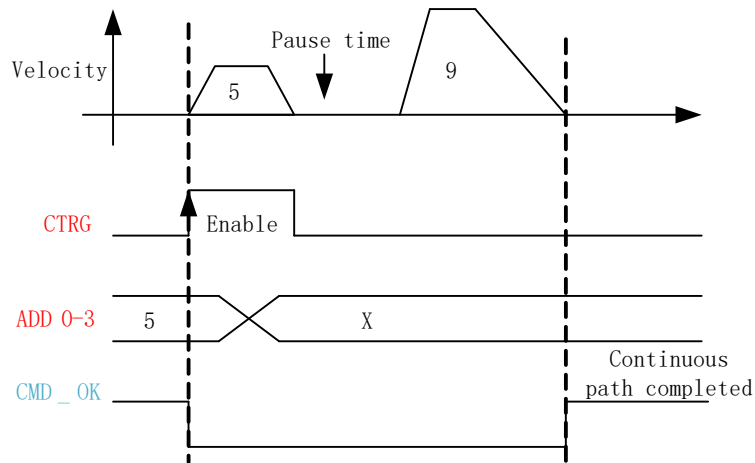 Pause time
Velocity
5
9
CTRG
Enable
ADD 0-3
5
X
CMD _ OK
Continuous
path completed